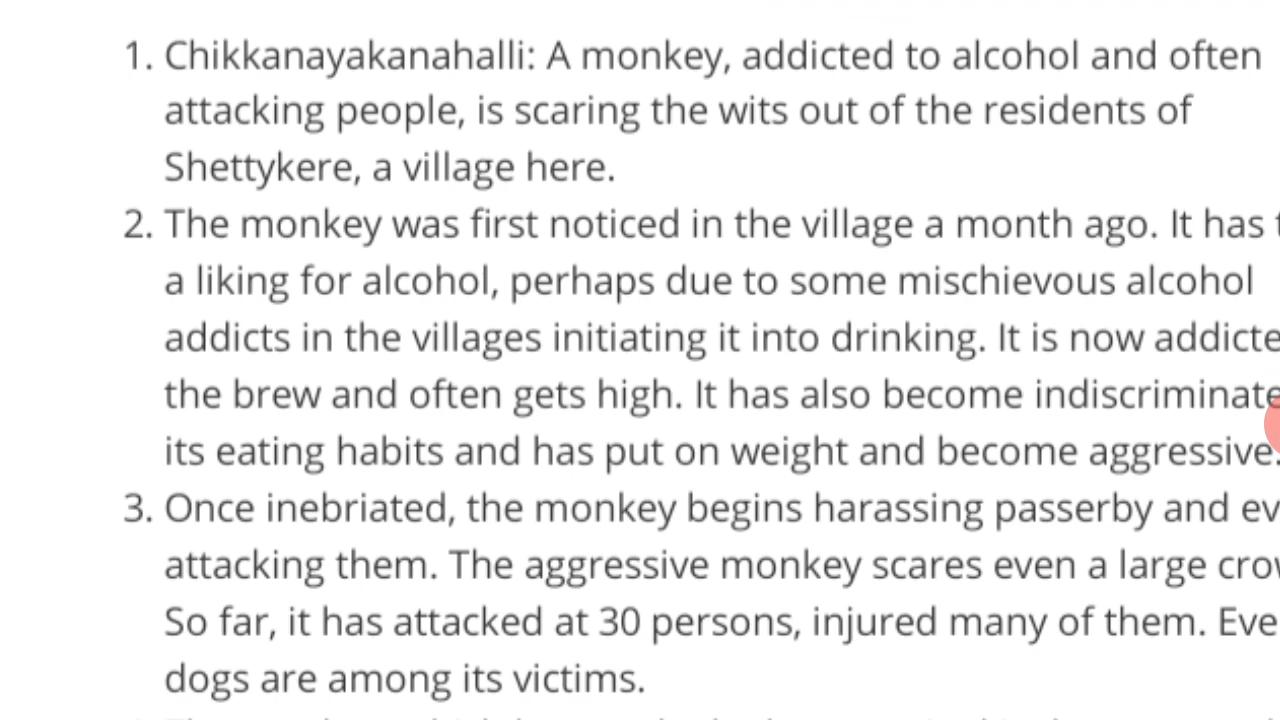 1. Chikkanayakanahalli: A monkey, addicted to alcohol and often
attacking people, is scaring the wits out of the residents of
Shettykere, a village here.
2. The monkey was first noticed in the village a month ago. It has
a liking for alcohol, perhaps due to some mischievous alcohol
addicts in the villages initiating it into drinking. It is now
the brew and often gets high. It has also become indiscriminate
its eating habits and has put on weight and become aggressive.
3. Once inebriated, the monkey begins harassing passerby and
attacking them. The aggressive monkey scares even a large
So far, it has attacked at 30 persons, injured many of them.
dogs are among its victims.